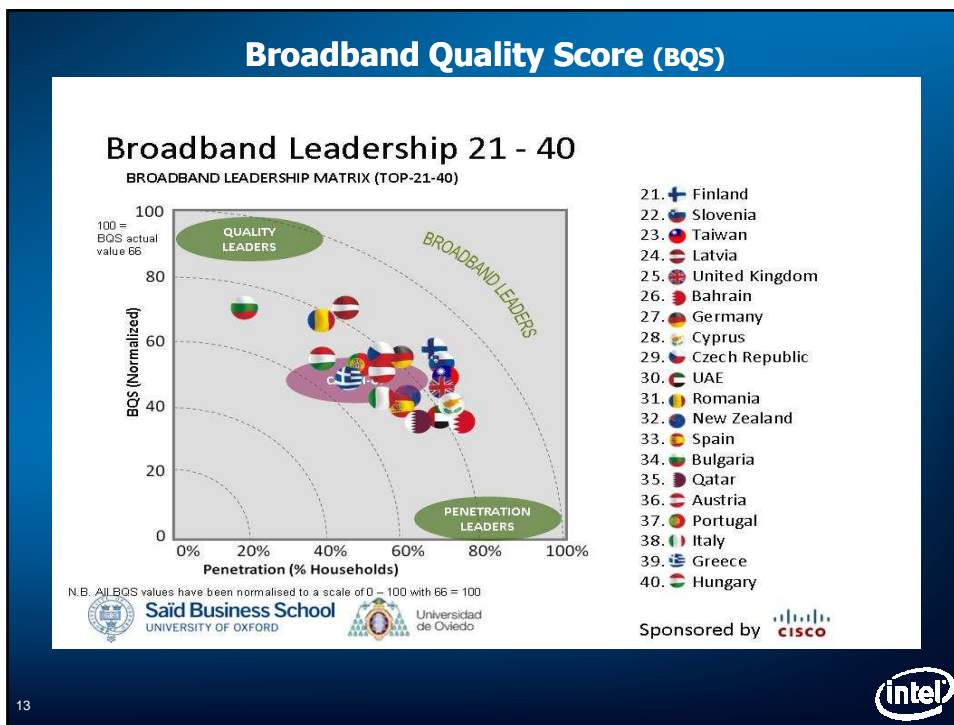 Broadband Quality Score (BQS)
Broadband Leadership 21 - 40
BROADBAND LEADERSHIP MATRIX (TOP-21-40)
100 =
BQS actual
value 66
BQS (Normalized)
100
80
60
40
20
0
QUALITY
LEADERS
BROADBAND LEADERS
PENETRATION
LEADERS
0% 20% 40% 60% 80% 100%
Penetration (% Households)
N.B. All BQS values have been normalised to a scale of 0 – 100 with 66 = 100
21. Finland
22. Slovenia
23. Taiwan
24. Latvia
25. United Kingdom
26. Bahrain
27. Germany
28. Cyprus
29. Czech Republic
30. UAE
31. Romania
32. New Zealand
33. Spain
34. Bulgaria
35. Qatar
36. Austria
37. Portugal
38. Italy
39. Greece
40. Hungary
Saïd Business School
UNIVERSITY OF OXFORD
Universidad
de Oviedo
Sponsored by
CISCO
13
intel